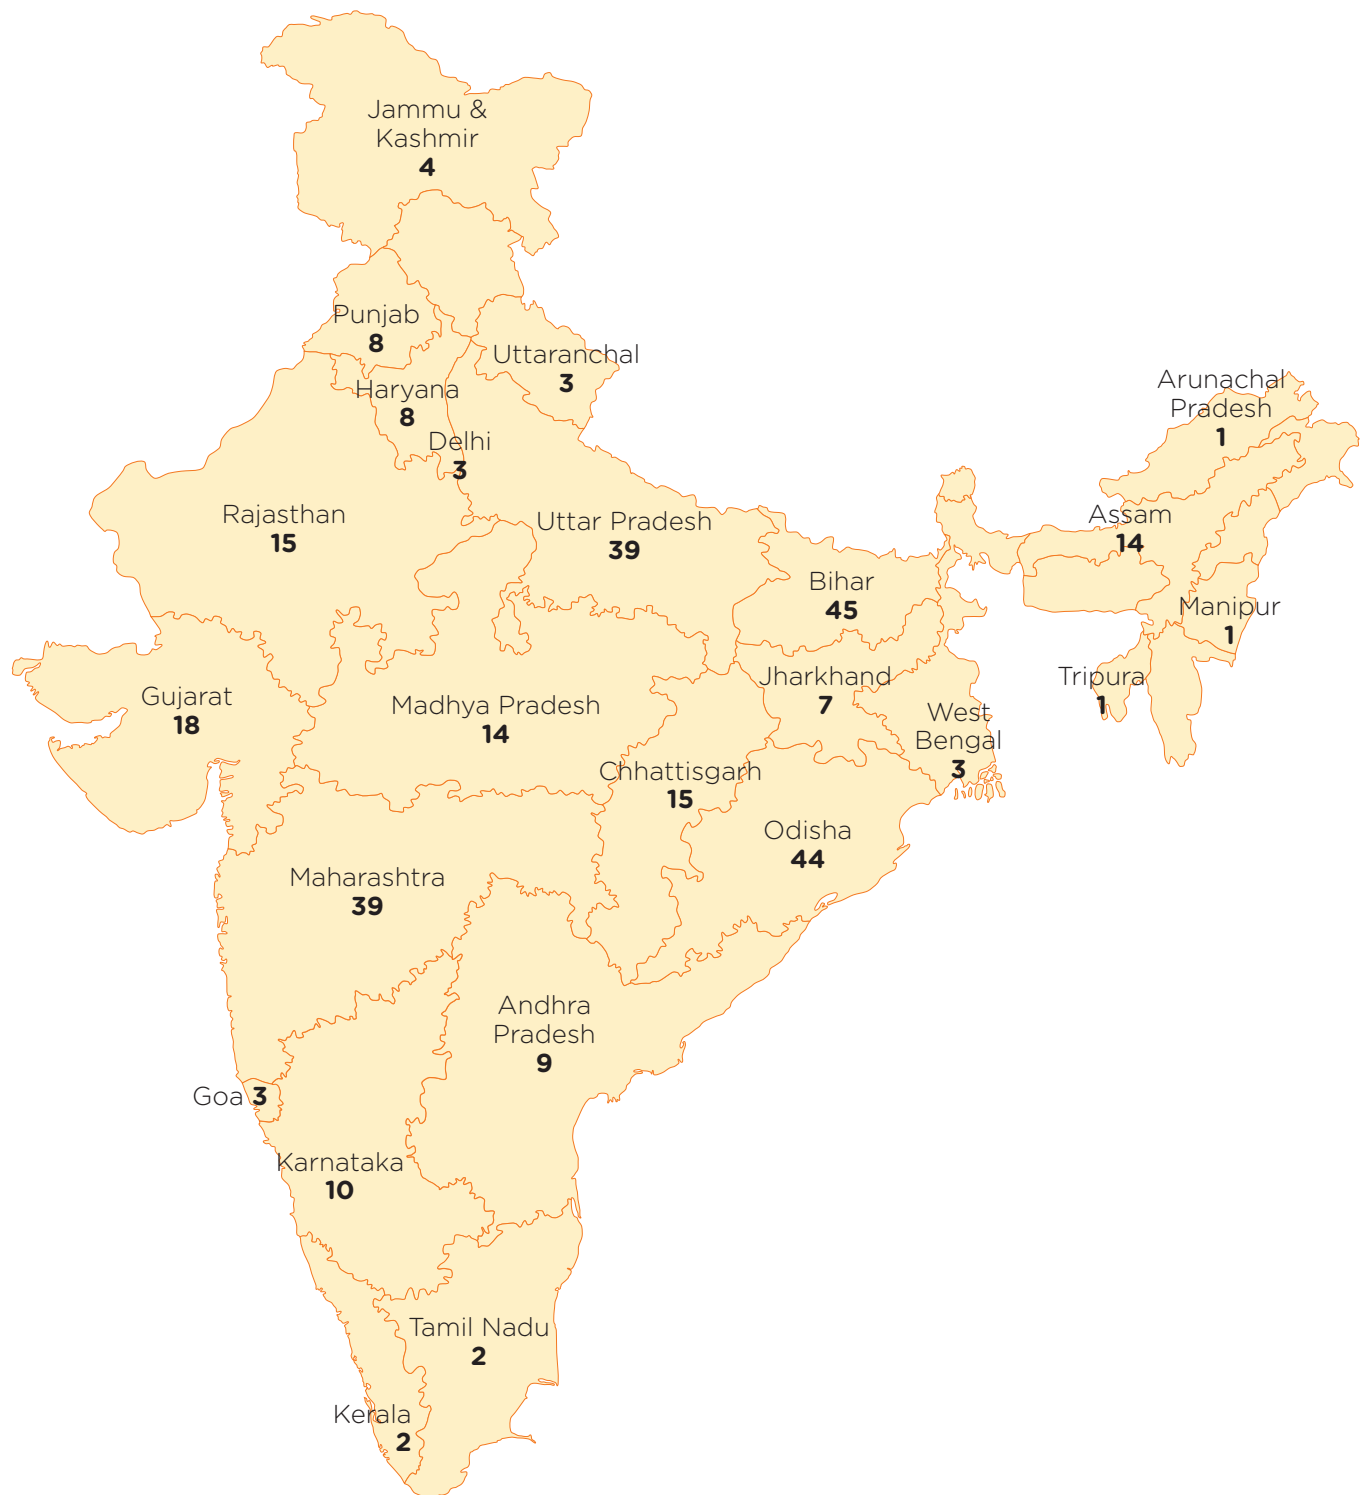 Jammu &
Kashmir
4
Punjab
8
Uttaranchal
3
Haryana
8
Delhi
3
Arunachal
Pradesh
1
Rajasthan
15
Uttar Pradesh
39
Assam
14
Bihar
45
Manipur
1
Gujarat
18
Madhya Pradesh
14
Jharkhand
7
Tripura
1
West
Bengal
3
Chhattisgarh
15
Odisha
44
Maharashtra
39
Andhra
Pradesh
9
Goa 3
Karnataka
10
Tamil Nadu
2
Kerala
2